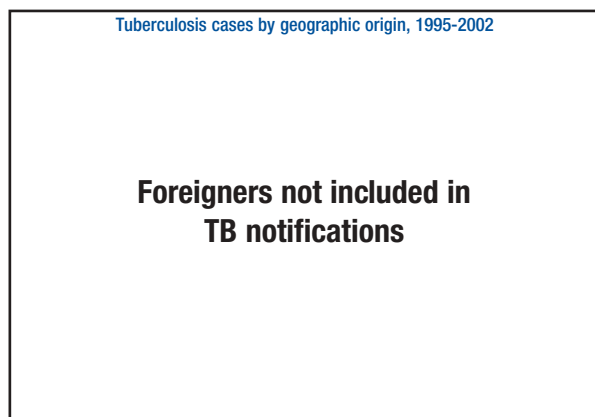 Tuberculosis cases by geographic origin, 1995-2002
Foreigners not included in
TB notifications